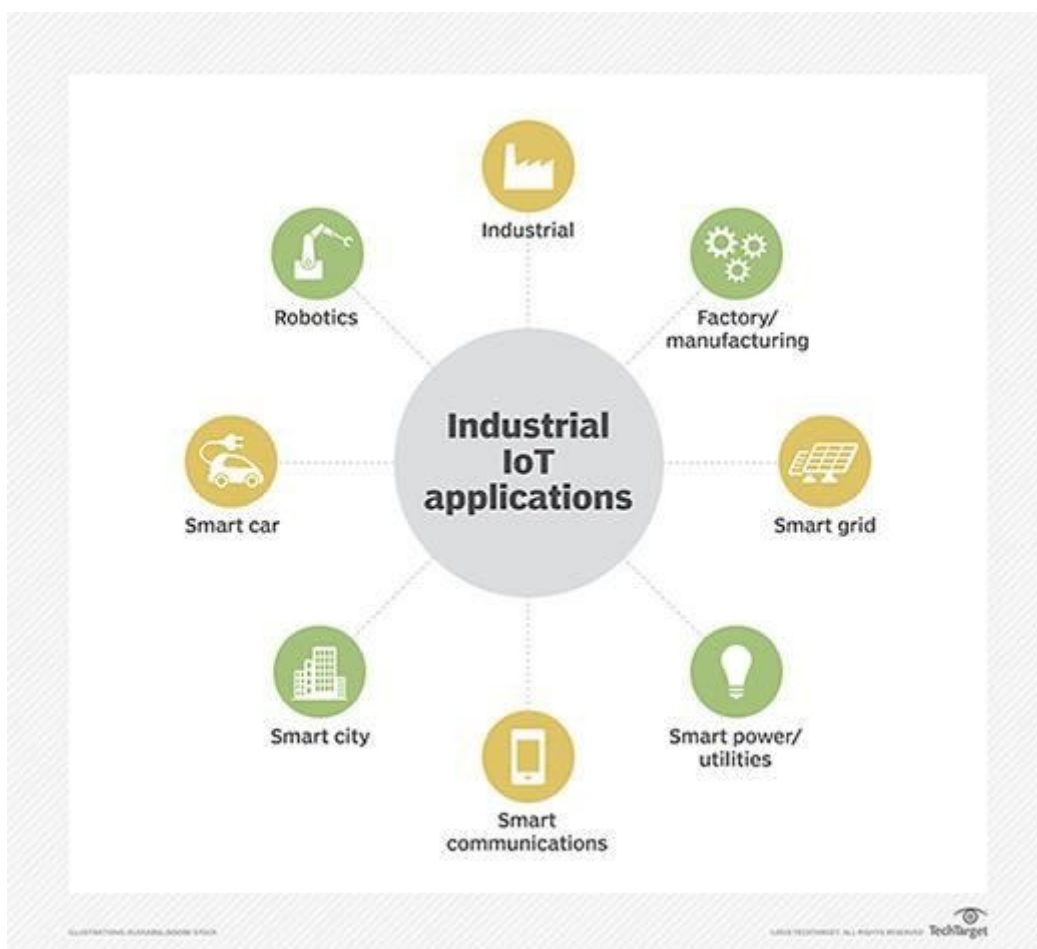 Industrial
Robotics
Factory/
manufacturing
Industrial
IoT
applications
Smart car
Smart grid
Smart city
Smart power/
utilities
Smart
communications
TechTarget